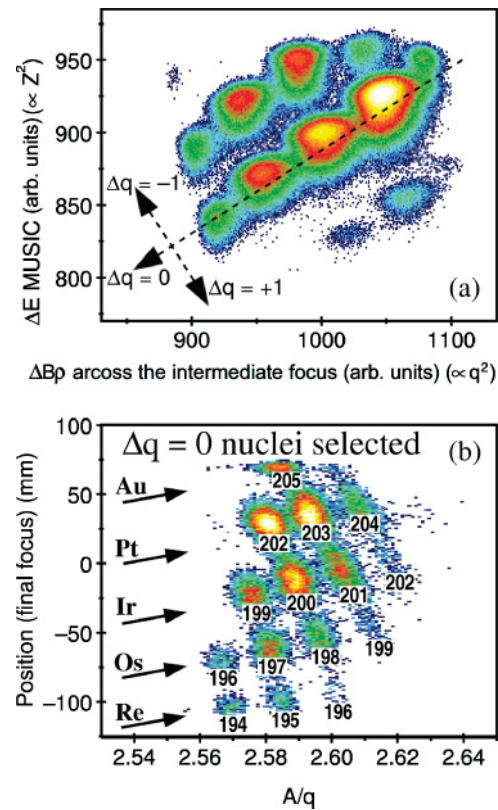 (a)
ΔE MUSIC (arb. units) (∝ Z²)
950
900
850
800
Δq = −1
Δq = 0
Δq = +1
900
1000
1100
ΔBρ arcoss the intermediate focus (arb. units) (∝q²)
Δq = 0 nuclei selected
(b)
Position (final focus) (mm)
100
50
0
−50
−100
Au
Pt
Ir
Os
Re
205
202
203
204
199
200
201
202
196
197
198
199
194
195
196
2.54
2.56
2.58
2.60
2.62
2.64
A/q